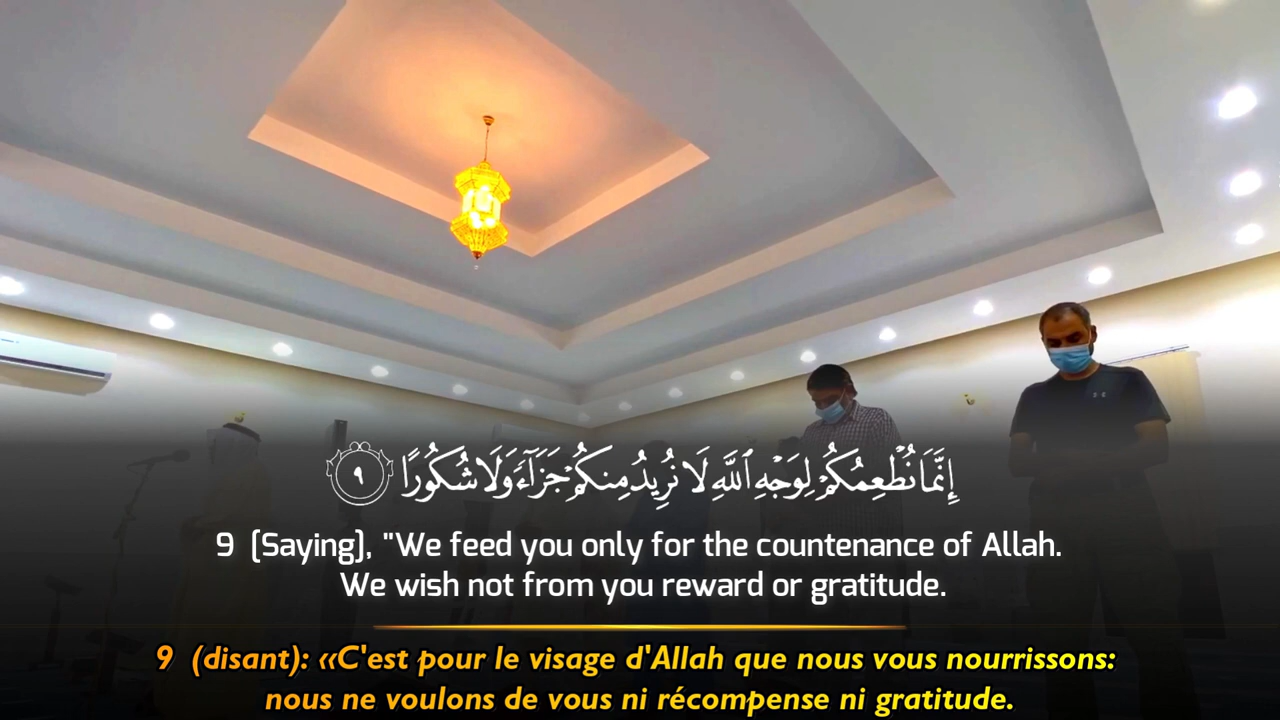 إِنَّمَا نُطْعِمُكُمْ لِوَجْهِ ٱللَّهِ لَا نُرِيدُ مِنكُمْ جَزَآءً وَلَا شُكُورًا ٩
9 [Saying], "We feed you only for the countenance of Allah.
We wish not from you reward or gratitude.
9 (disant): «C'est pour le visage d'Allah que nous vous nourrissons:
nous ne voulons de vous ni récompense ni gratitude.